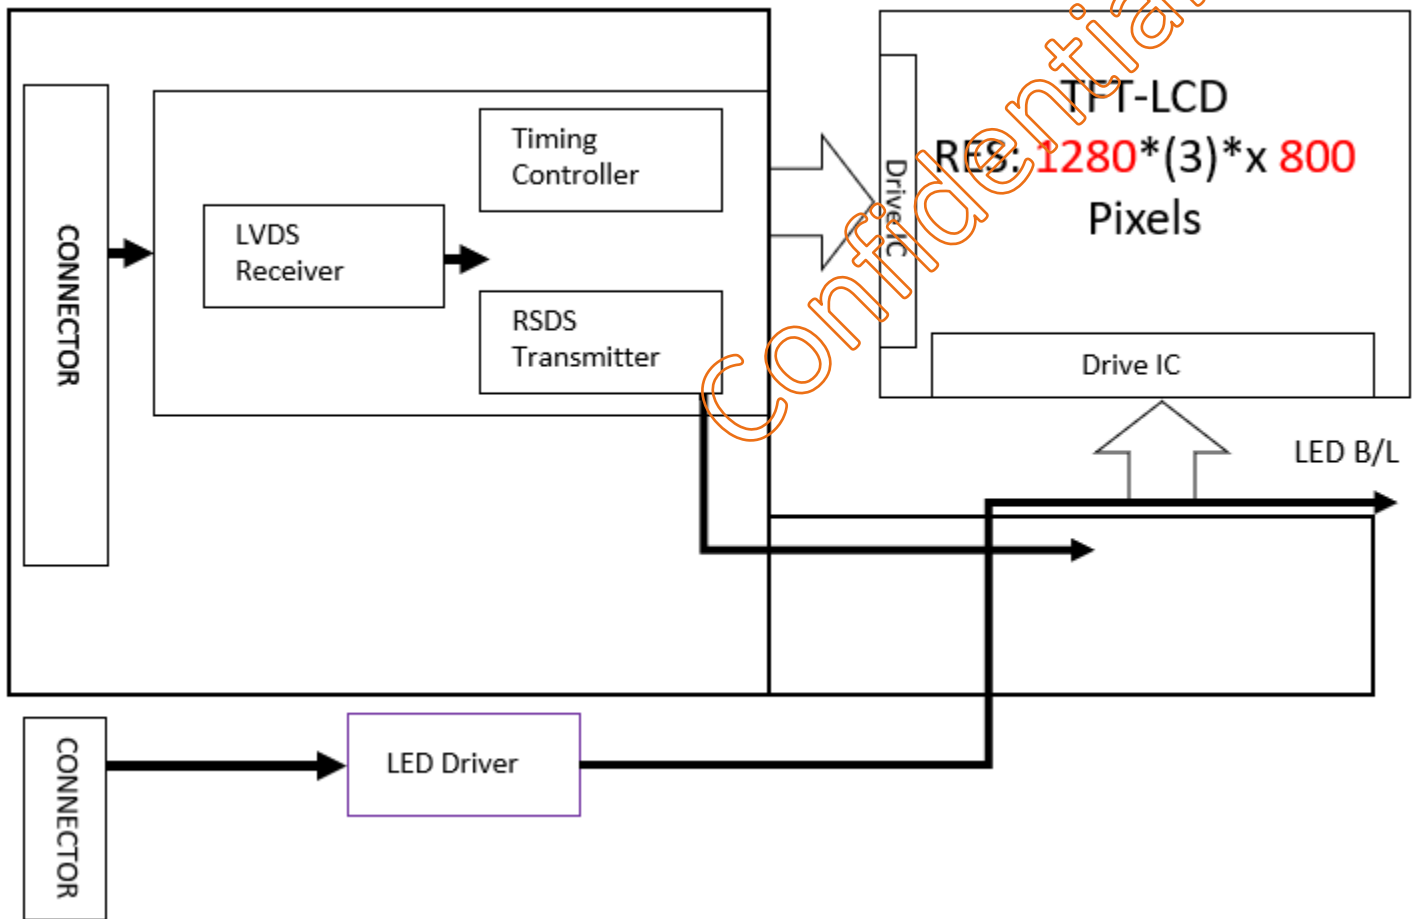 CONNECTOR
LVDS
Receiver
Timing
Controller
RSDS
Transmitter
Drive IC
TFT-LCD
RES: 1280*(3)*x 800
Pixels
Drive IC
LED B/L
CONNECTOR
LED Driver
Confidential